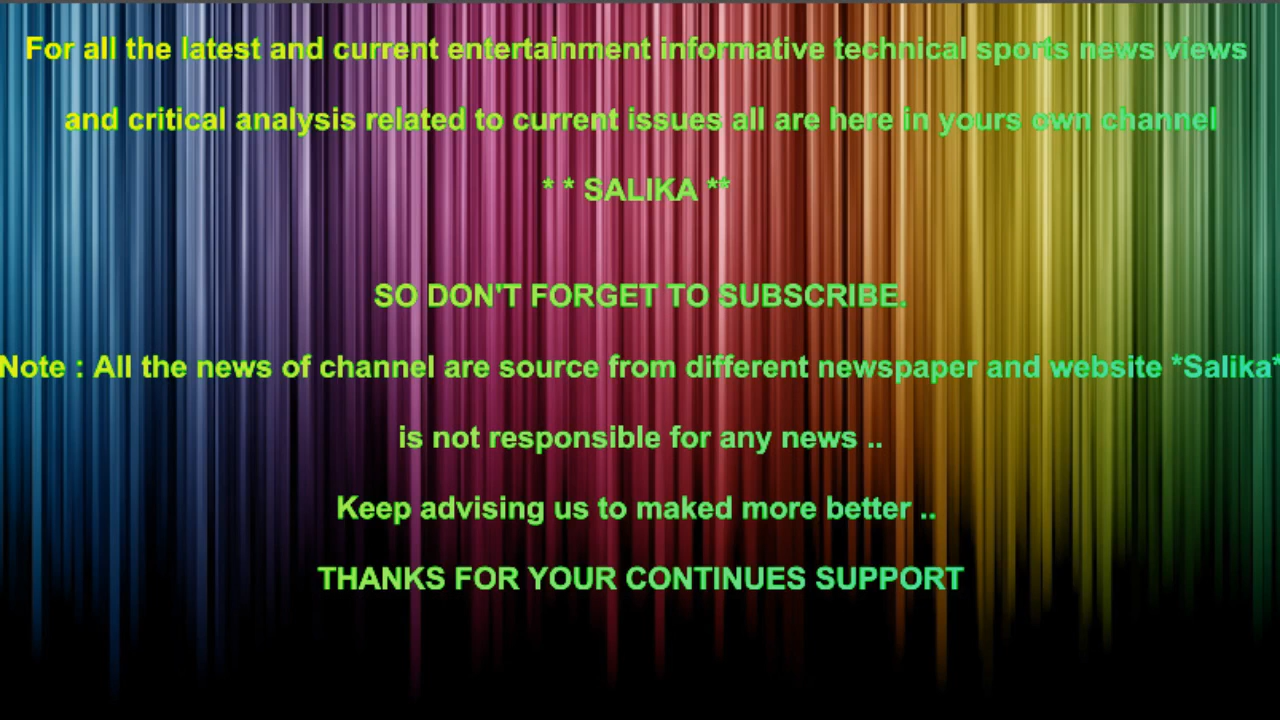 For all the latest and current entertainment informative technical sports news views
and critical analysis related to current issues all are here in yours own channel
* * SALIKA **
SO DON'T FORGET TO SUBSCRIBE.
Note : All the news of channel are source from different newspaper and website *Salika*
is not responsible for any news ..
Keep advising us to maked more better ..
THANKS FOR YOUR CONTINUES SUPPORT